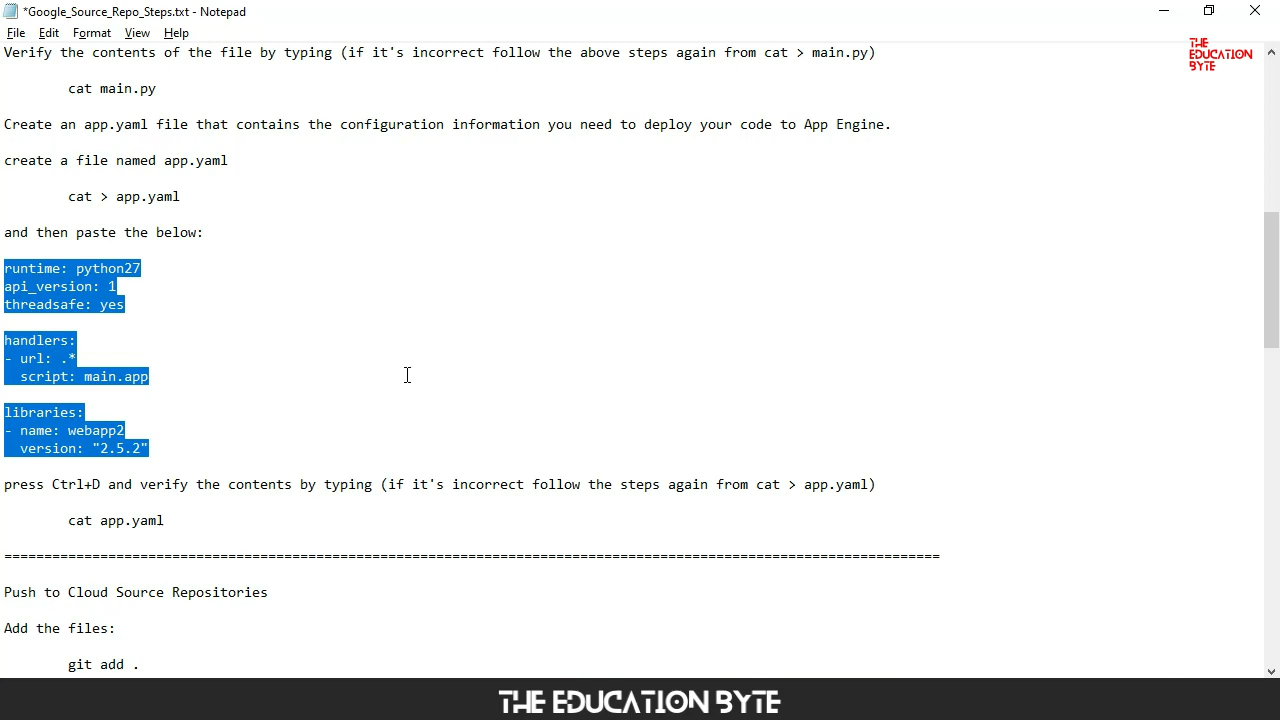 *Google_Source_Repo_Steps.txt - Notepad
File Edit Format View Help
THE
EDUCATION
BYTE
Verify the contents of the file by typing (if it's incorrect follow the above steps again from cat > main.py)
cat main.py
Create an app.yaml file that contains the configuration information you need to deploy your code to App Engine.
create a file named app.yaml
cat > app.yaml
and then paste the below:
runtime: python27
api_version: 1
threadsafe: yes
handlers:
- url: .*
  script: main.app
libraries:
- name: webapp2
  version: "2.5.2"
press Ctrl+D and verify the contents by typing (if it's incorrect follow the steps again from cat > app.yaml)
cat app.yaml
=====================================================================================================================
Push to Cloud Source Repositories
Add the files:
git add .
THE EDUCATION BYTE